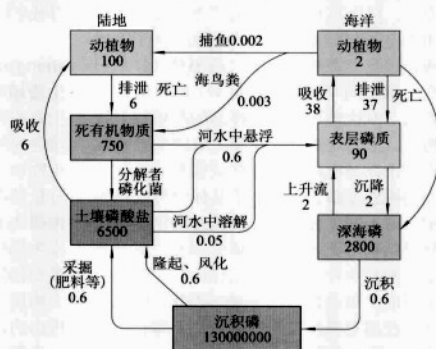 陆地
海洋
动植物
100
捕鱼0.002
动植物
2
排泄
6
死亡
海鸟粪
0.003
吸收
38
排泄
37
死亡
吸收
6
死有机物质
750
河水中悬浮
0.6
表层磷质
90
分解者
磷化菌
上升流
2
沉降
2
土壤磷酸盐
6500
河水中溶解
0.05
深海磷
2800
采掘
(肥料等)
0.6
隆起、风化
0.6
沉积
0.6
沉积磷
130000000